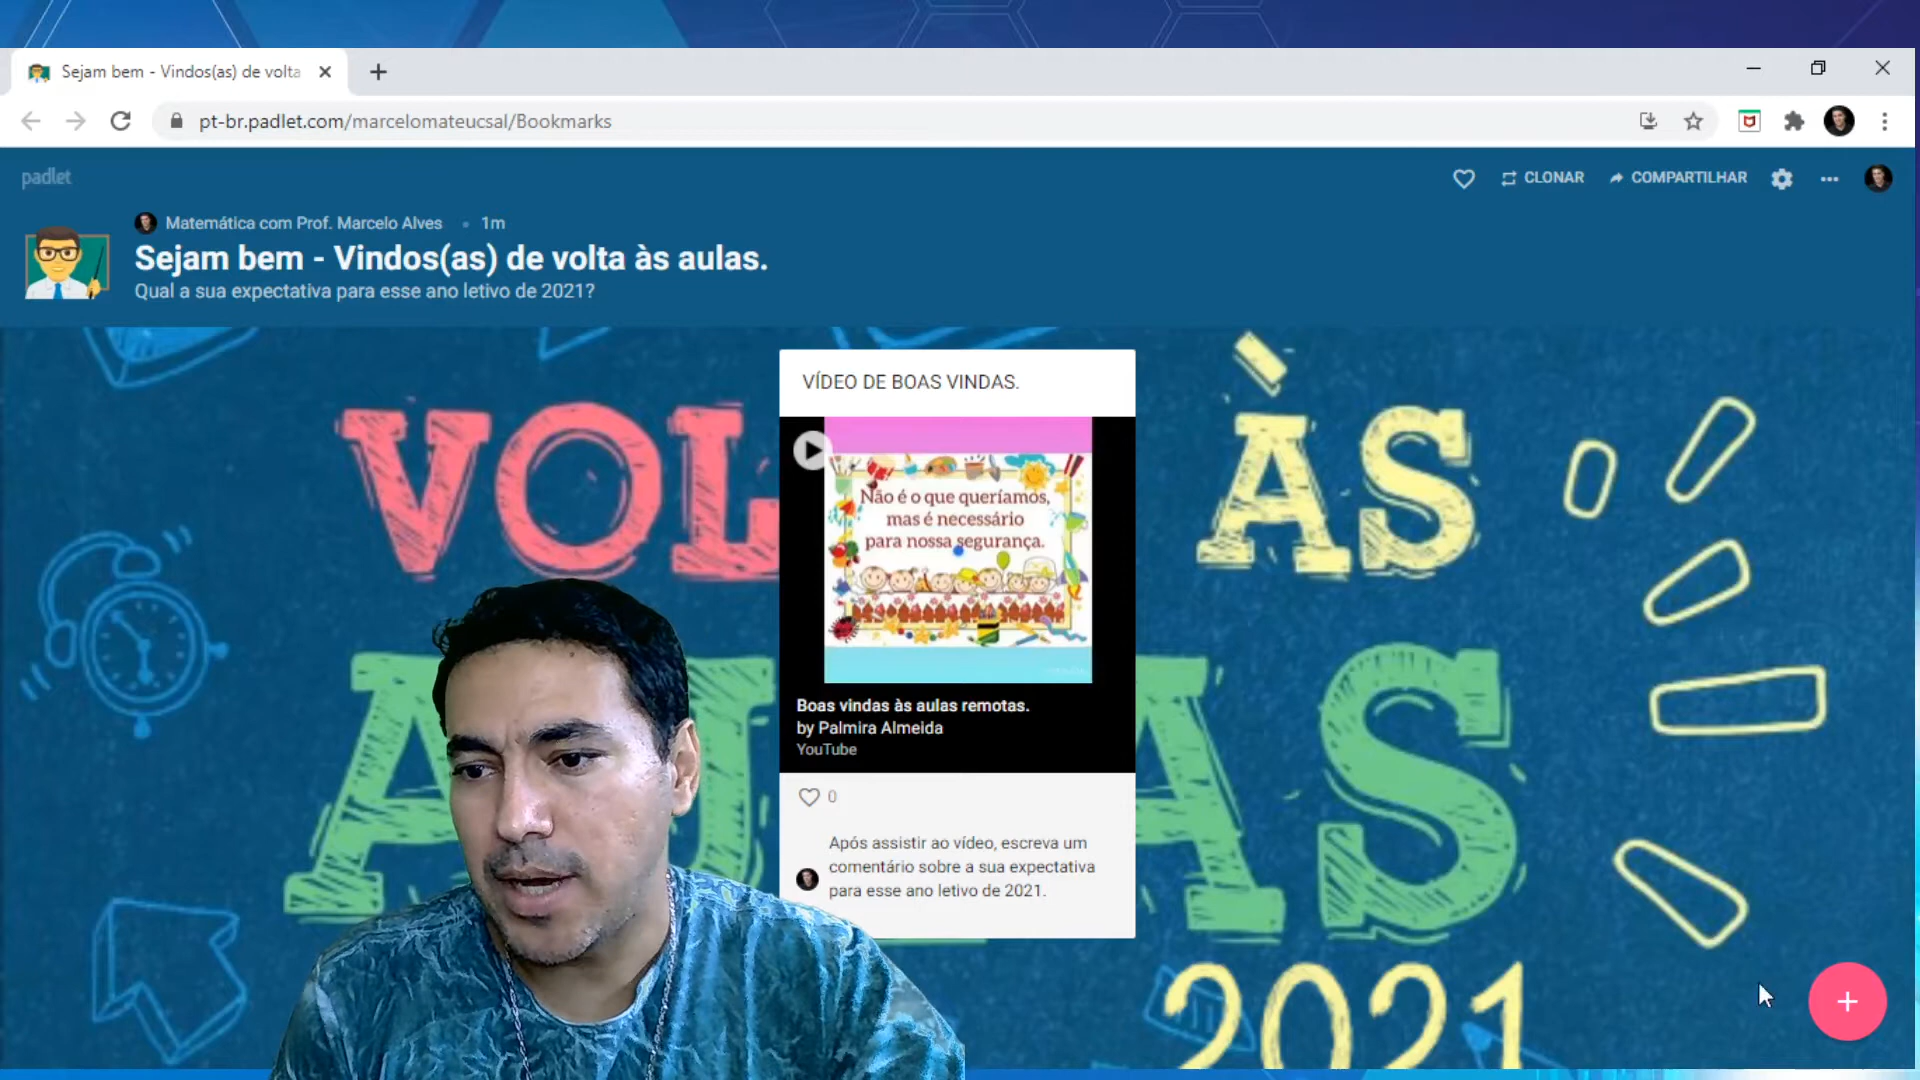 Sejam bem - Vindos(as) de volta
pt-br.padlet.com/marcelomateucsal/Bookmarks
padlet
CLONAR
COMPARTILHAR
Matemática com Prof. Marcelo Alves • 1m
Sejam bem - Vindos(as) de volta às aulas.
Qual a sua expectativa para esse ano letivo de 2021?
VÍDEO DE BOAS VINDAS.
VOL ÀS
Não é o que queríamos,
mas é necessário
para nossa segurança.
Boas vindas às aulas remotas.
by Palmira Almeida
YouTube
AU AS
0
Após assistir ao vídeo, escreva um
comentário sobre a sua expectativa
para esse ano letivo de 2021.
2021